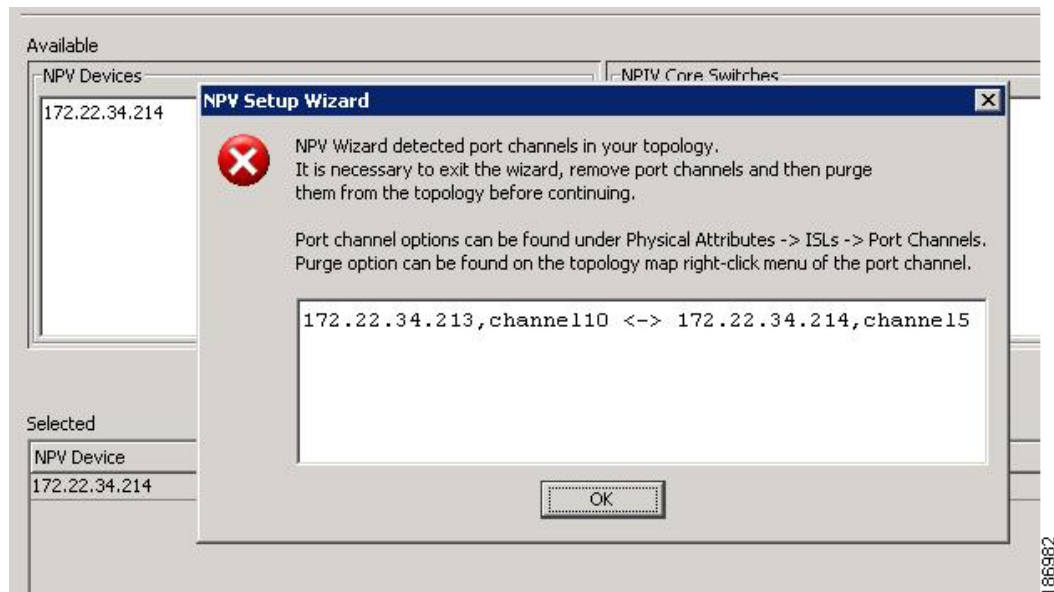 Available
NPV Devices
NPIV Core Switches
172.22.34.214
NPV Setup Wizard
NPV Wizard detected port channels in your topology.
It is necessary to exit the wizard, remove port channels and then purge
them from the topology before continuing.
Port channel options can be found under Physical Attributes -> ISLs -> Port Channels.
Purge option can be found on the topology map right-click menu of the port channel.
172.22.34.213,channel10 <-> 172.22.34.214,channel5
OK
Selected
NPV Device
172.22.34.214
186982